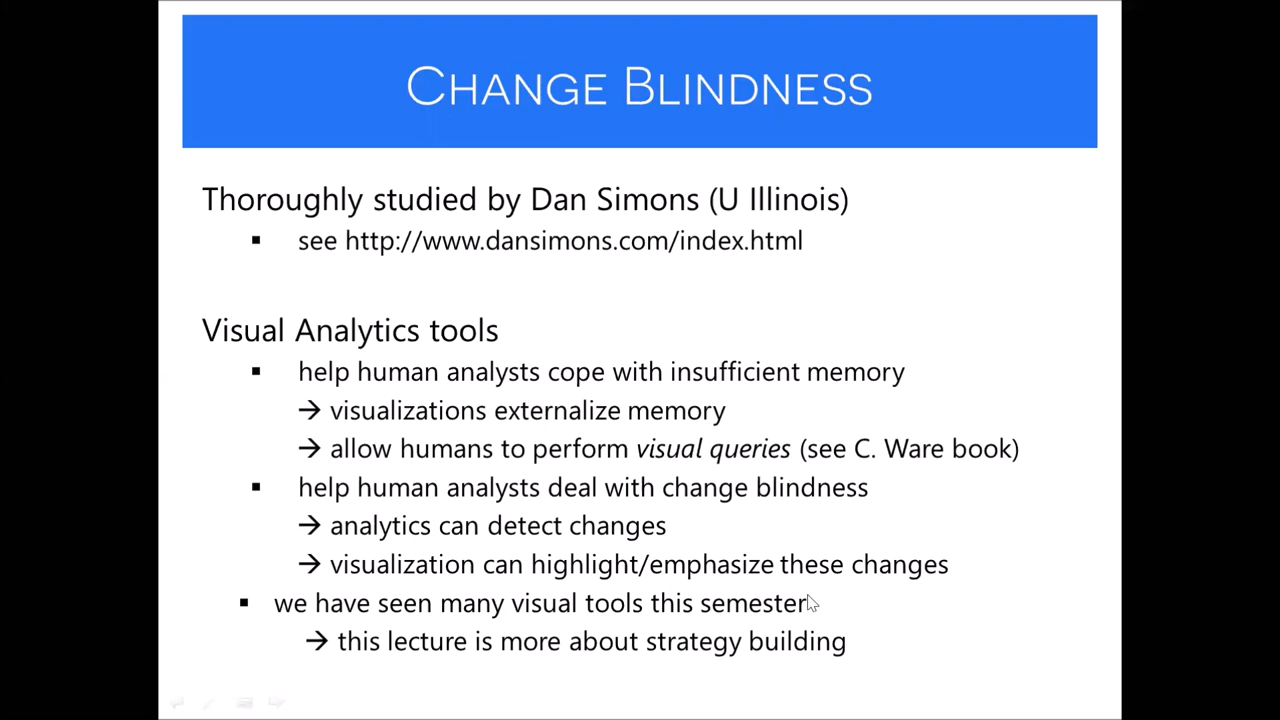 CHANGE BLINDNESS
Thoroughly studied by Dan Simons (U Illinois)
▪ see http://www.dansimons.com/index.html
Visual Analytics tools
▪ help human analysts cope with insufficient memory
→ visualizations externalize memory
→ allow humans to perform visual queries (see C. Ware book)
▪ help human analysts deal with change blindness
→ analytics can detect changes
→ visualization can highlight/emphasize these changes
▪ we have seen many visual tools this semester
→ this lecture is more about strategy building